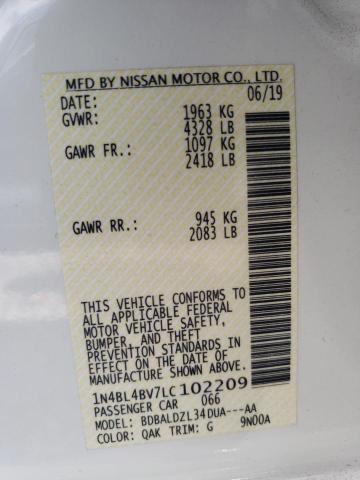 MFD BY NISSAN MOTOR CO., LTD.
DATE: 06/19
GVWR: 1963 KG
4328 LB
GAWR FR.: 1097 KG
2418 LB
GAWR RR.: 945 KG
2083 LB
THIS VEHICLE CONFORMS TO
ALL APPLICABLE FEDERAL
MOTOR VEHICLE SAFETY,
BUMPER, AND THEFT
PREVENTION STANDARDS IN
EFFECT ON THE DATE OF
MANUFACTURE SHOWN ABOVE.
1N4BL4BV7LC102209
PASSENGER CAR 066
MODEL: BDBALDZL34DUA---AA
COLOR: QAK TRIM: G 9N00A